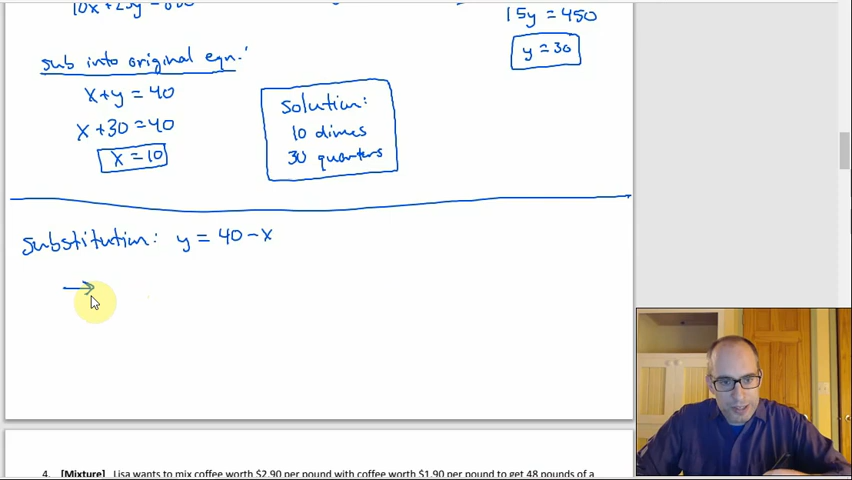 15y = 450
y = 30
sub into original eqn.
x+y = 40
x+30 = 40
x = 10
Solution:
10 dimes
30 quarters
Substitution: y = 40-x
→
4. [Mixture] Lisa wants to mix coffee worth $2.90 per pound with coffee worth $1.90 per pound to get 48 pounds of a